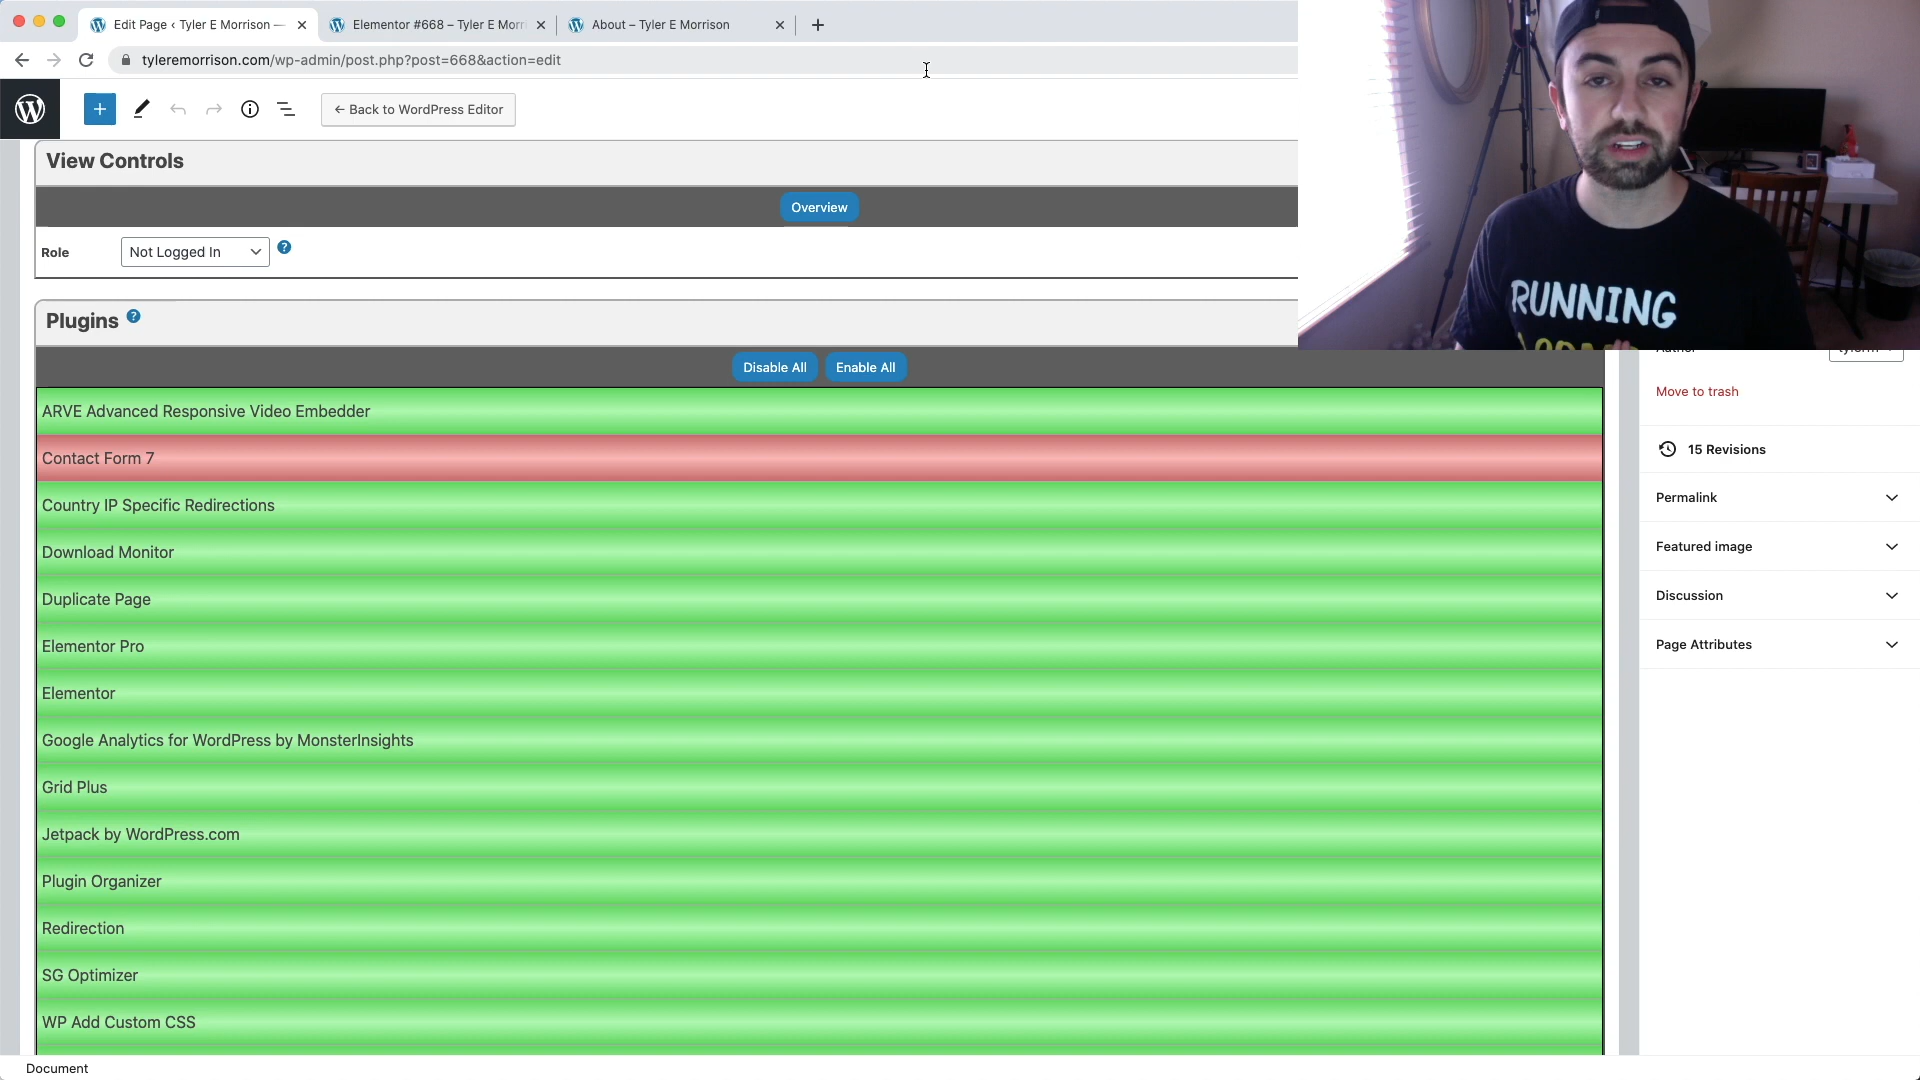 Edit Page ‹ Tyler E Morrison —
Elementor #668 – Tyler E Morri
About – Tyler E Morrison
tyleremorrison.com/wp-admin/post.php?post=668&action=edit
← Back to WordPress Editor
View Controls
Overview
Role
Not Logged In
Plugins
Disable All
Enable All
ARVE Advanced Responsive Video Embedder
Contact Form 7
Country IP Specific Redirections
Download Monitor
Duplicate Page
Elementor Pro
Elementor
Google Analytics for WordPress by MonsterInsights
Grid Plus
Jetpack by WordPress.com
Plugin Organizer
Redirection
SG Optimizer
WP Add Custom CSS
Document
RUNNING
Move to trash
15 Revisions
Permalink
Featured image
Discussion
Page Attributes